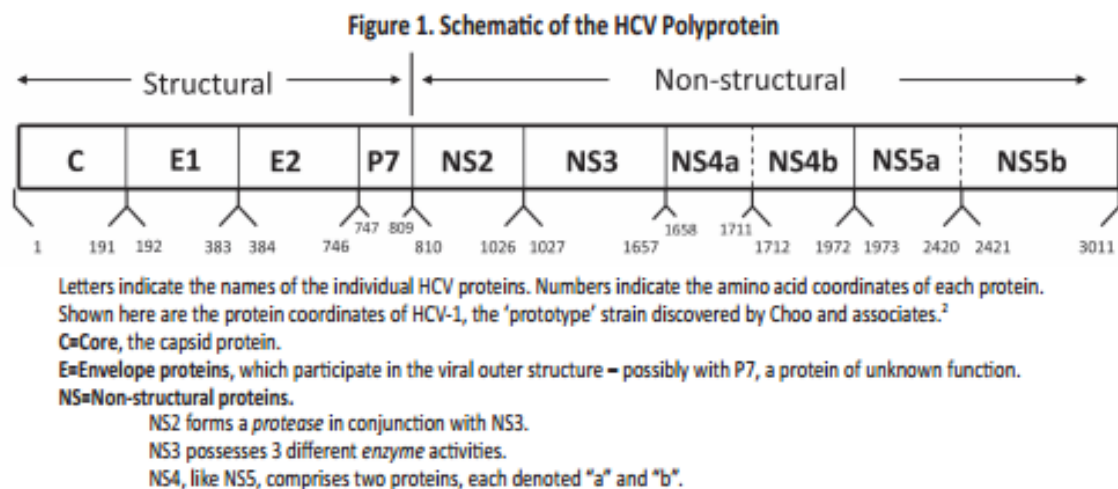 Figure 1. Schematic of the HCV Polyprotein
Structural Non-structural
C E1 E2 P7 NS2 NS3 NS4a NS4b NS5a NS5b
747 809 1658 1711
1 191 192 383 384 746 810 1026 1027 1657 1712 1972 1973 2420 2421 3011
Letters indicate the names of the individual HCV proteins. Numbers indicate the amino acid coordinates of each protein.
Shown here are the protein coordinates of HCV-1, the ‘prototype’ strain discovered by Choo and associates.²
C=Core, the capsid protein.
E=Envelope proteins, which participate in the viral outer structure – possibly with P7, a protein of unknown function.
NS=Non-structural proteins.
NS2 forms a protease in conjunction with NS3.
NS3 possesses 3 different enzyme activities.
NS4, like NS5, comprises two proteins, each denoted “a” and “b”.